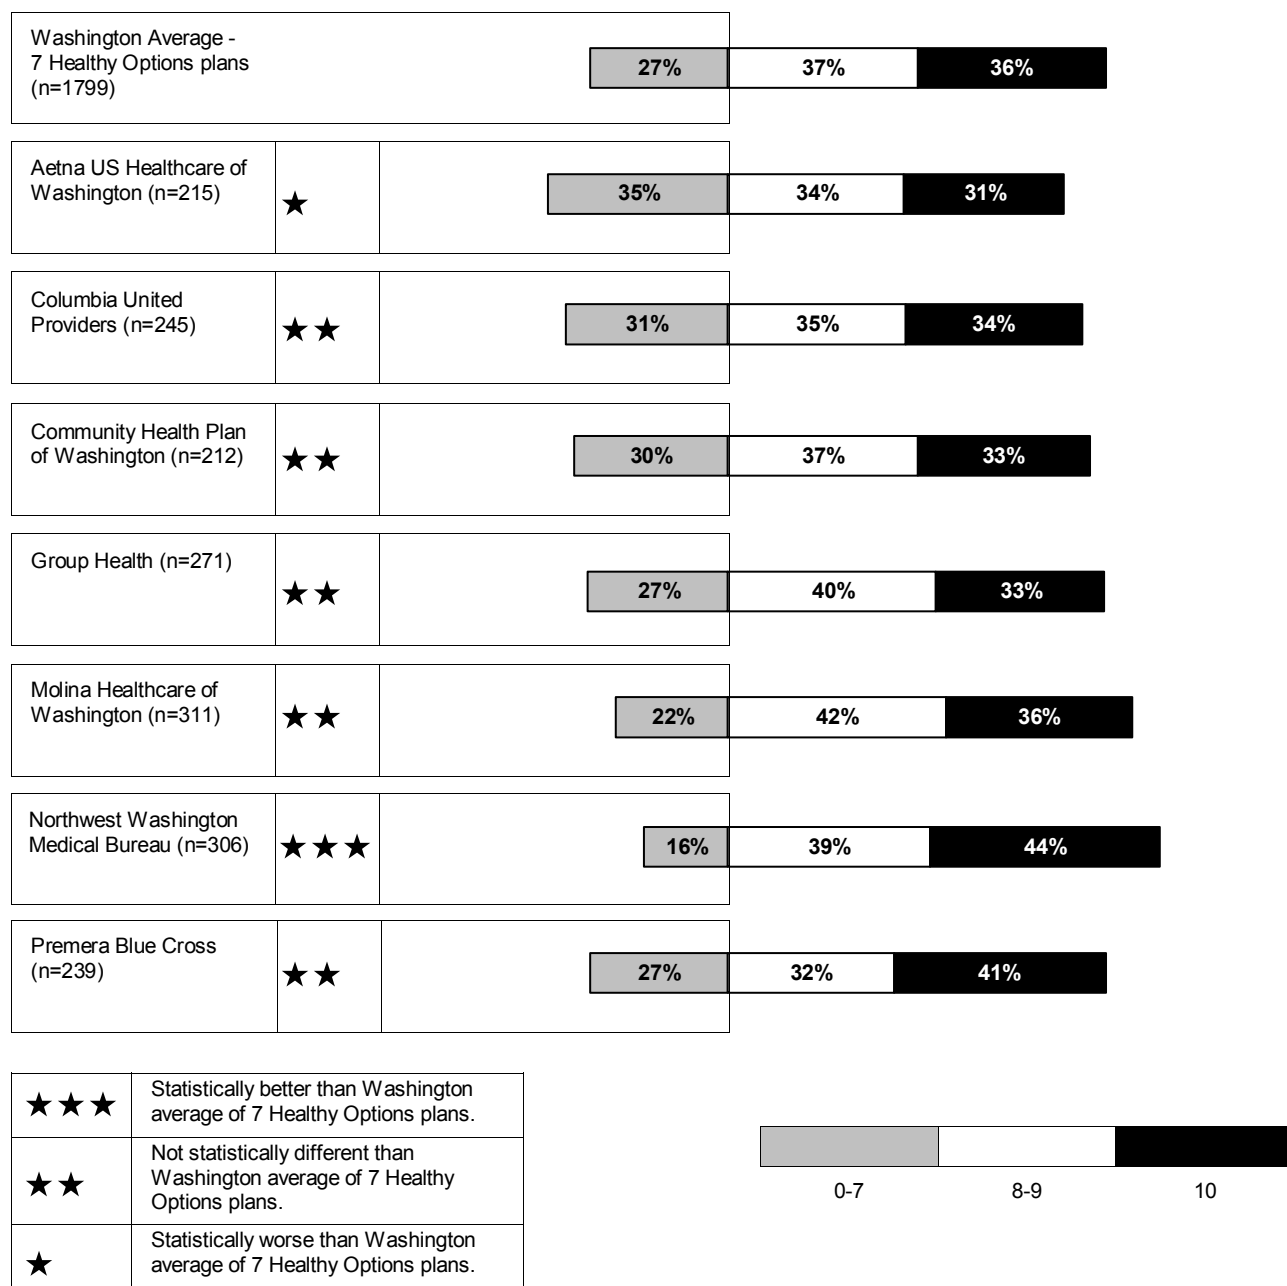 Washington Average -
7 Healthy Options plans
(n=1799)
27% 37% 36%
Aetna US Healthcare of
Washington (n=215)
★
35% 34% 31%
Columbia United
Providers (n=245)
★★
31% 35% 34%
Community Health Plan
of Washington (n=212)
★★
30% 37% 33%
Group Health (n=271)
★★
27% 40% 33%
Molina Healthcare of
Washington (n=311)
★★
22% 42% 36%
Northwest Washington
Medical Bureau (n=306)
★★★
16% 39% 44%
Premera Blue Cross
(n=239)
★★
27% 32% 41%
★★★
Statistically better than Washington
average of 7 Healthy Options plans.
★★
Not statistically different than
Washington average of 7 Healthy
Options plans.
★
Statistically worse than Washington
average of 7 Healthy Options plans.
0-7 8-9 10